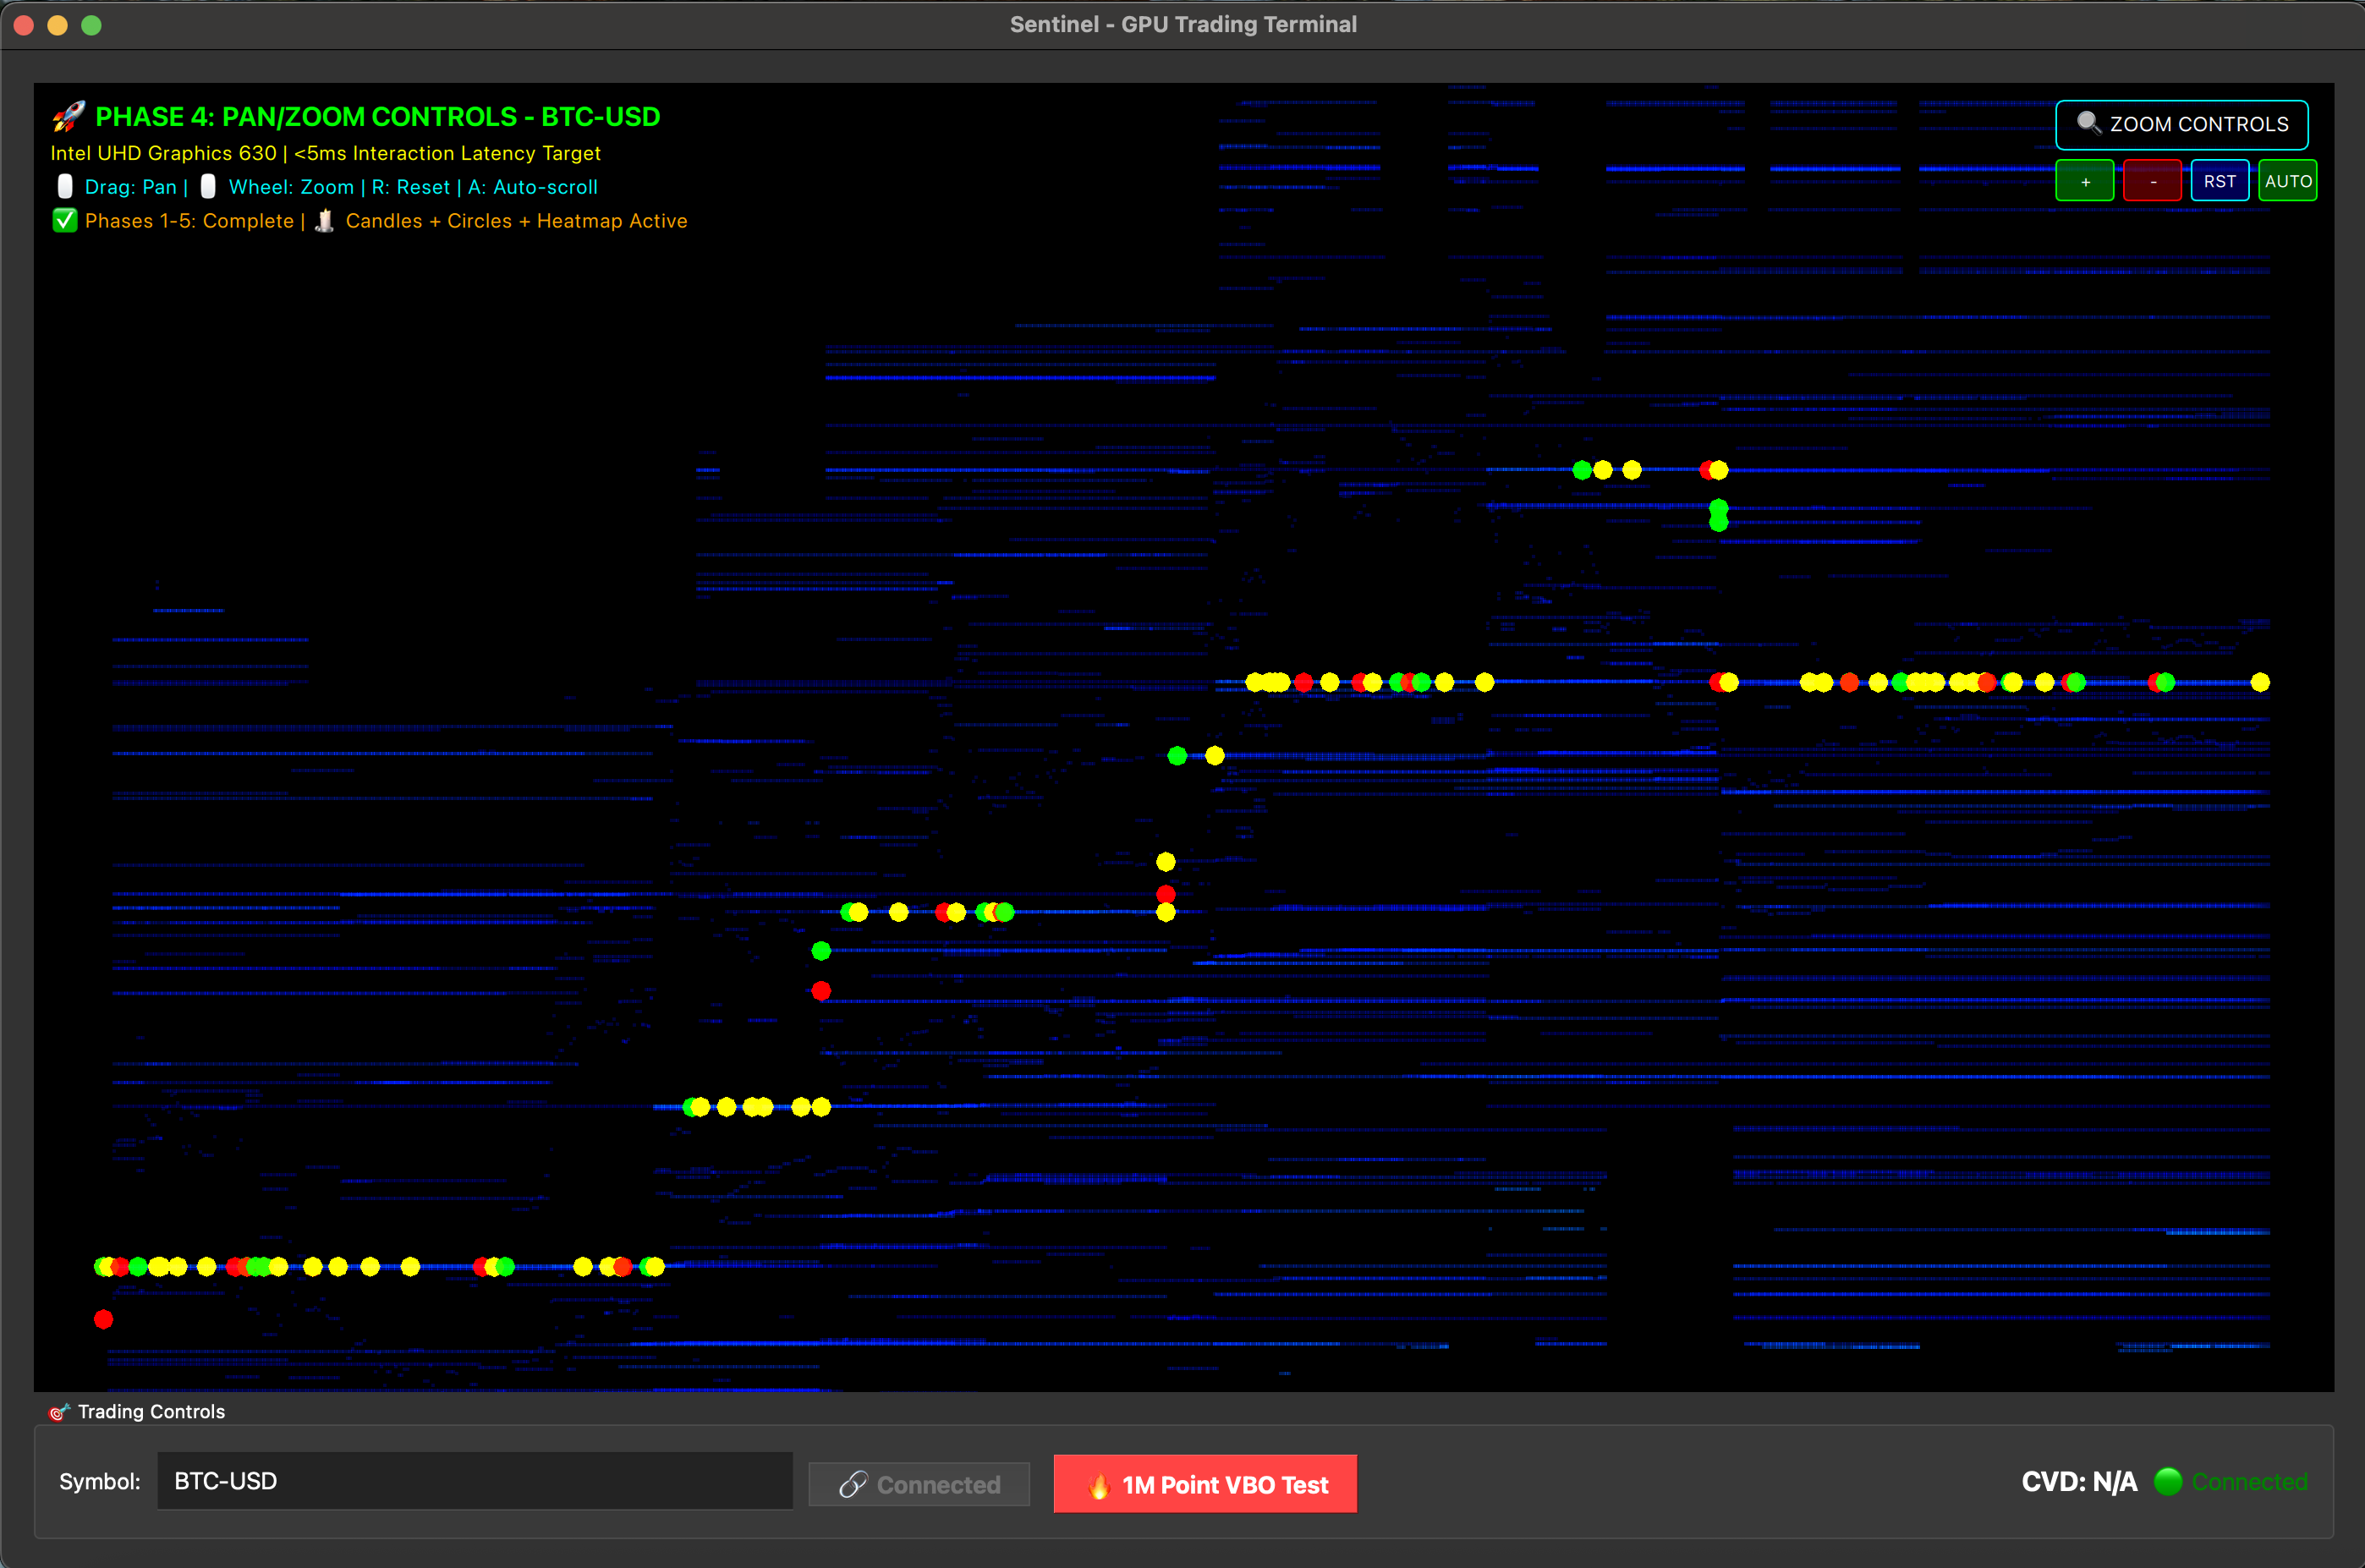 Sentinel - GPU Trading Terminal
🚀 PHASE 4: PAN/ZOOM CONTROLS - BTC-USD
Intel UHD Graphics 630 | <5ms Interaction Latency Target
Drag: Pan | Wheel: Zoom | R: Reset | A: Auto-scroll
✅ Phases 1-5: Complete | 🕯️ Candles + Circles + Heatmap Active
🔍 ZOOM CONTROLS
+ - RST AUTO
🎯 Trading Controls
Symbol: BTC-USD 🔗 Connected 🔥 1M Point VBO Test CVD: N/A 🟢 Connected